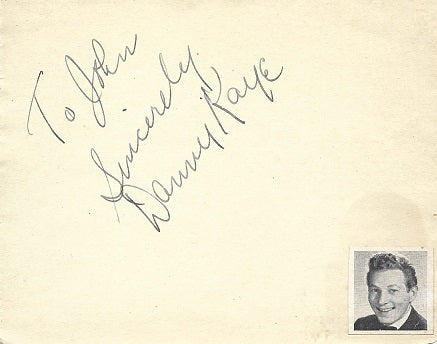 To John
Sincerely
Danny Kaye